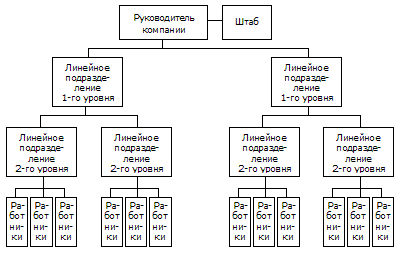 Руководитель
компании
Штаб
Линейное
подразде-
ление
1-го уровня
Линейное
подразде-
ление
1-го уровня
Линейное
подразде-
ление
2-го уровня
Линейное
подразде-
ление
2-го уровня
Линейное
подразде-
ление
2-го уровня
Линейное
подразде-
ление
2-го уровня
Ра-
бот
ни-
ки
Ра-
бот
ни-
ки
Ра-
бот
ни-
ки
Ра-
бот
ни-
ки
Ра-
бот
ни-
ки
Ра-
бот
ни-
ки
Ра-
бот
ни-
ки
Ра-
бот
ни-
ки
Ра-
бот
ни-
ки
Ра-
бот
ни-
ки
Ра-
бот
ни-
ки
Ра-
бот
ни-
ки